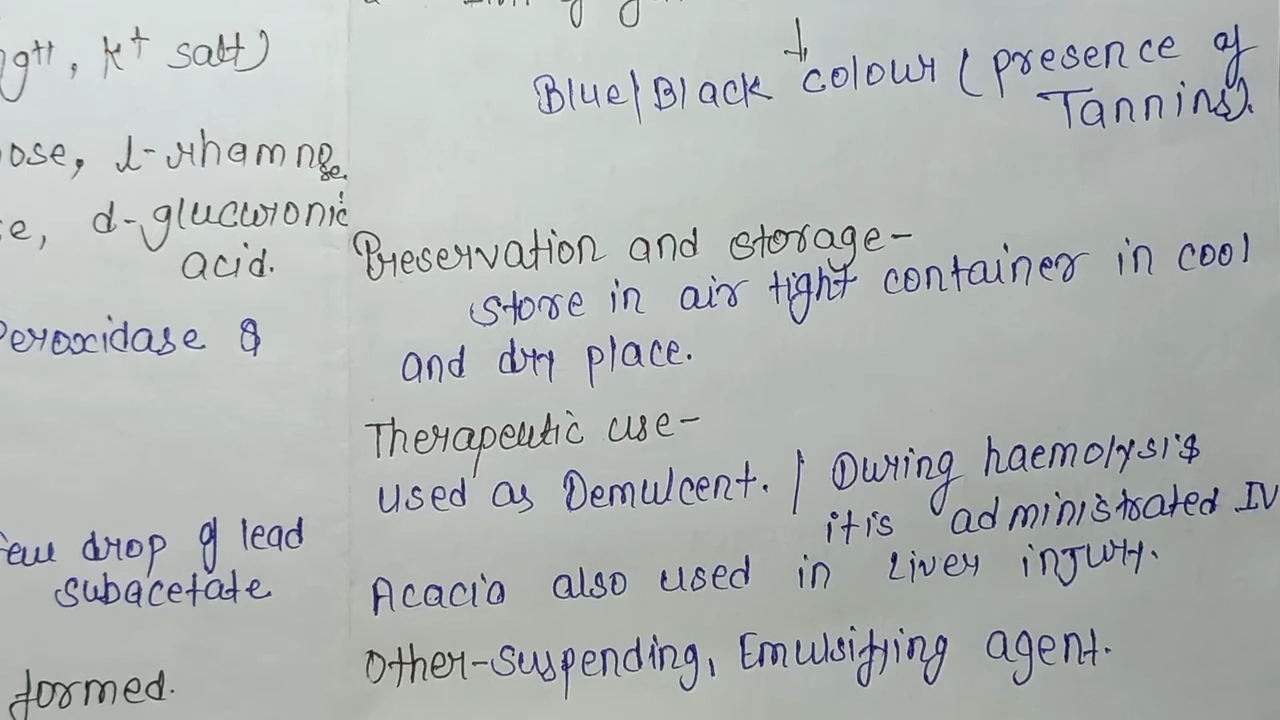 , K+ salt)
ose, l-rhamnose.
e, d-glucuronic
acid.
Peroxidase &
few drop of lead
subacetate
formed.
Blue/Black colour (presence of
Tannins).
Preservation and storage-
store in air tight container in cool
and dry place.
Therapeutic use-
used as Demulcent. / During haemolysis
it is administrated IV
Acacia also used in Liver injury.
Other-suspending, Emulsifying agent.